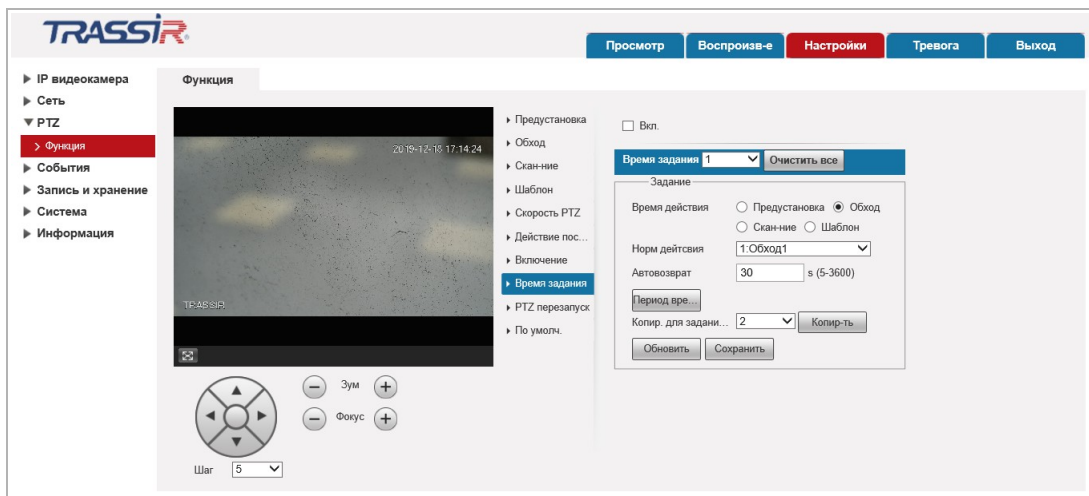 TRASSIR
Просмотр Воспроизв-е Настройки Тревога Выход
IP видеокамера
Сеть
PTZ
Функция
События
Запись и хранение
Система
Информация
Функция
2019-12-18 17:14:24
TRASSIR
Зум
Фокус
Шаг 5
Предустановка
Обход
Скан-ние
Шаблон
Скорость PTZ
Действие пос...
Включение
Время задания
PTZ перезапуск
По умолч.
Вкл.
Время задания 1 Очистить все
Задание
Время действия Предустановка Обход
Скан-ние Шаблон
Норм дейтсвия 1:Обход1
Автовозврат 30 s (5-3600)
Период вре...
Копир. для задани... 2 Копир-ть
Обновить Сохранить